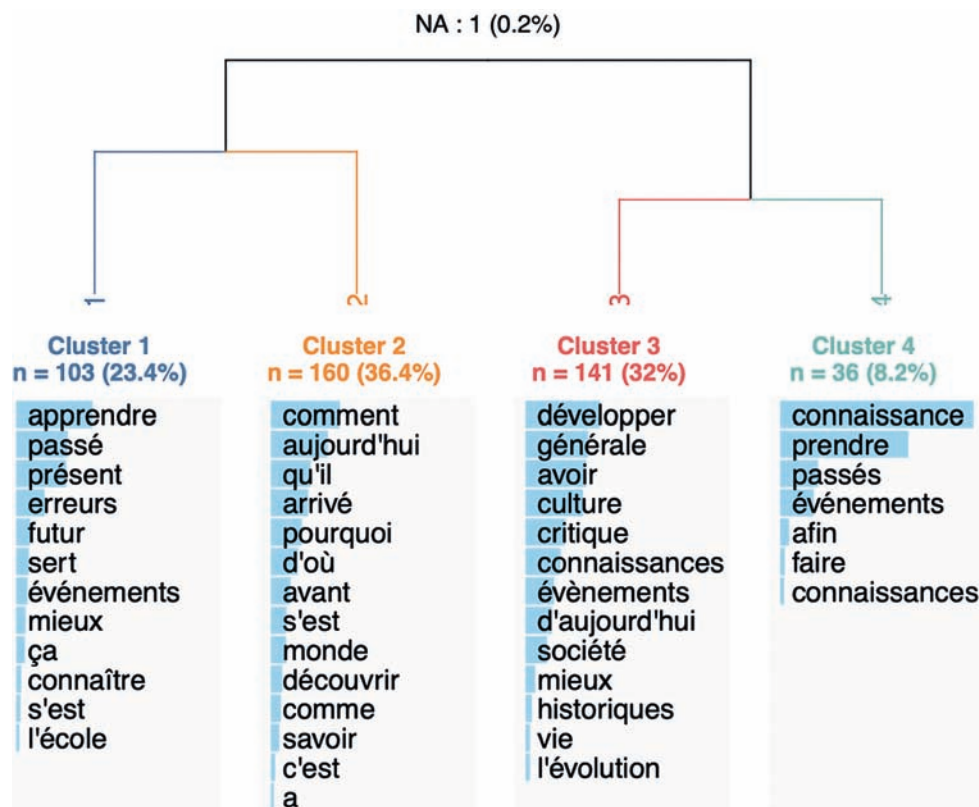 NA : 1 (0.2%)
1
2
3
4
Cluster 1
n = 103 (23.4%)
apprendre
passé
présent
erreurs
futur
sert
événements
mieux
ça
connaître
s'est
l'école
Cluster 2
n = 160 (36.4%)
comment
aujourd'hui
qu'il
arrivé
pourquoi
d'où
avant
s'est
monde
découvrir
comme
savoir
c'est
a
Cluster 3
n = 141 (32%)
développer
générale
avoir
culture
critique
connaissances
évènements
d'aujourd'hui
société
mieux
historiques
vie
l'évolution
Cluster 4
n = 36 (8.2%)
connaissance
prendre
passés
événements
afin
faire
connaissances